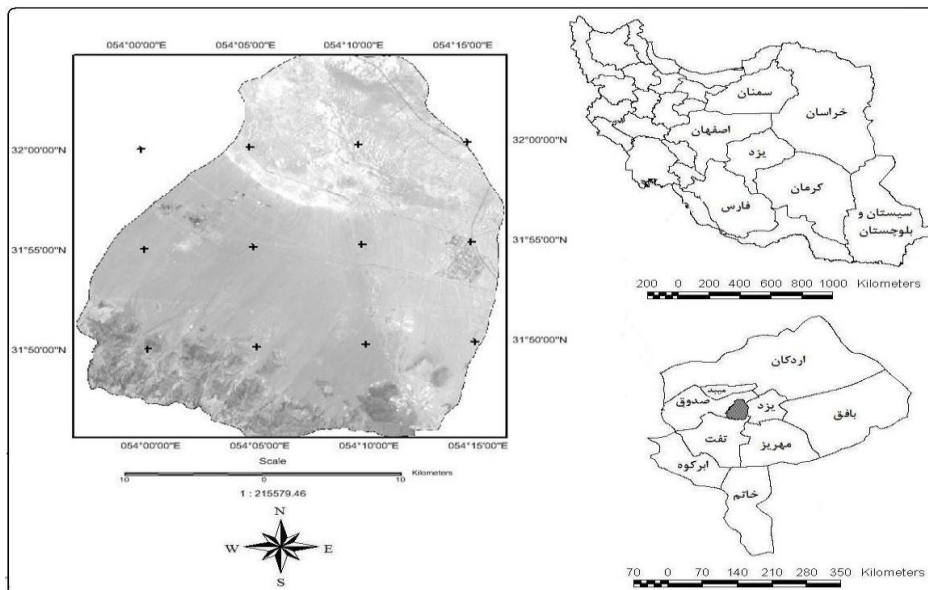 054°00'00"E 054°05'00"E 054°10'00"E 054°15'00"E
32°00'00"N 32°00'00"N
31°55'00"N 31°55'00"N
31°50'00"N 31°50'00"N
054°00'00"E 054°05'00"E 054°10'00"E 054°15'00"E
Scale
10 0 10 Kilometers
1 : 215579.46
N
W E
S
سمنان
خراسان
اصفهان
یزد
کرمان
فارس
سیستان و
بلوچستان
200 0 200 400 600 800 1000 Kilometers
اردکان
میبد
صدوق
یزد
بافق
تفت
مهریز
ابرکوه
خاتم
70 0 70 140 210 280 350 Kilometers